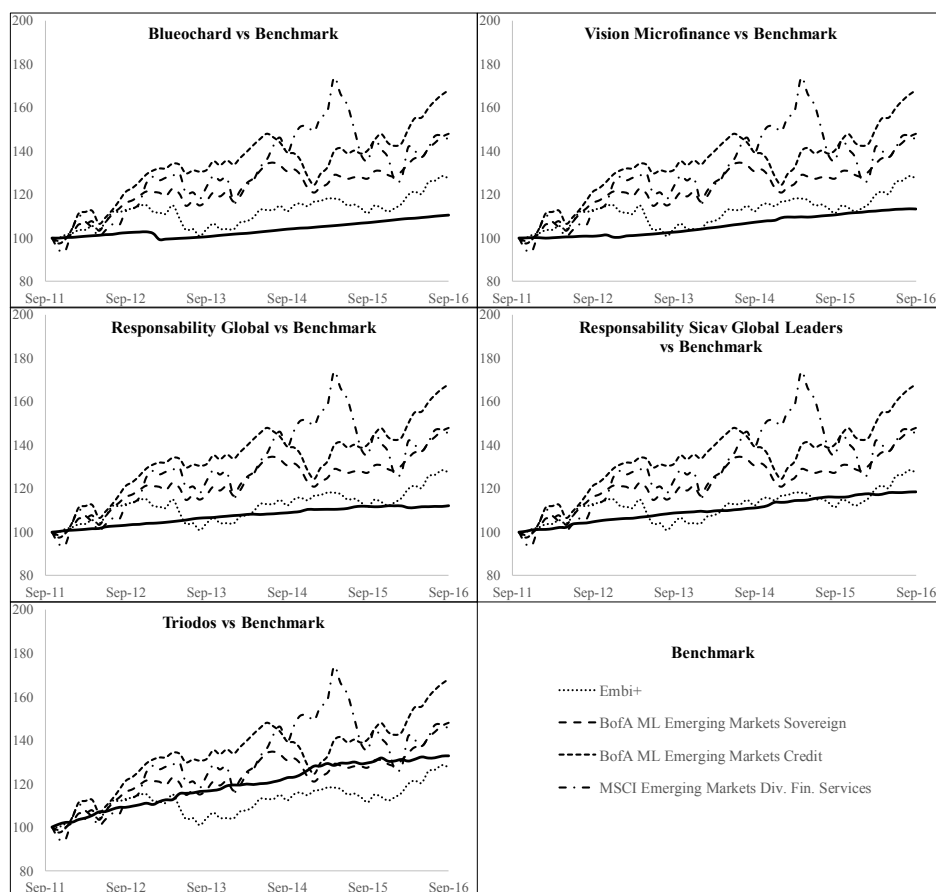 Blueochard vs Benchmark
200
180
160
140
120
100
80
Sep-11 Sep-12 Sep-13 Sep-14 Sep-15 Sep-16
Vision Microfinance vs Benchmark
200
180
160
140
120
100
80
Sep-11 Sep-12 Sep-13 Sep-14 Sep-15 Sep-16
Responsability Global vs Benchmark
200
180
160
140
120
100
80
Sep-11 Sep-12 Sep-13 Sep-14 Sep-15 Sep-16
Responsability Sicav Global Leaders
vs Benchmark
200
180
160
140
120
100
80
Sep-11 Sep-12 Sep-13 Sep-14 Sep-15 Sep-16
Triodos vs Benchmark
200
180
160
140
120
100
80
Sep-11 Sep-12 Sep-13 Sep-14 Sep-15 Sep-16
Benchmark
Embi+
BofA ML Emerging Markets Sovereign
BofA ML Emerging Markets Credit
MSCI Emerging Markets Div. Fin. Services